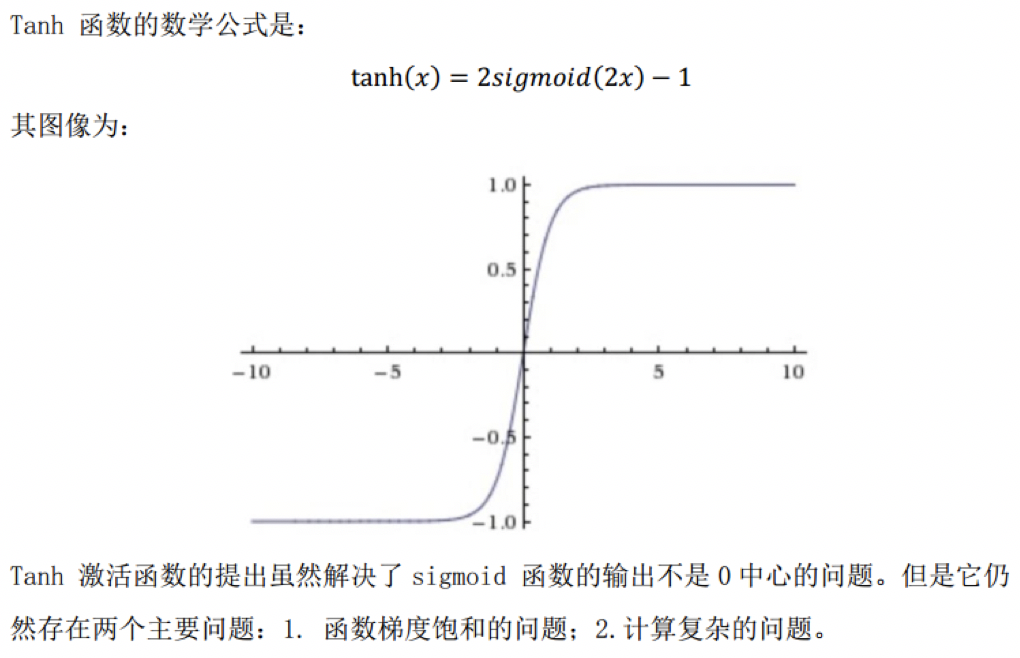 Tanh 函数的数学公式是：
tanh(x) = 2sigmoid(2x) − 1
其图像为：
1.0
0.5
−10 −5 5 10
−0.5
−1.0
Tanh 激活函数的提出虽然解决了 sigmoid 函数的输出不是 0 中心的问题。但是它仍
然存在两个主要问题：1. 函数梯度饱和的问题；2.计算复杂的问题。